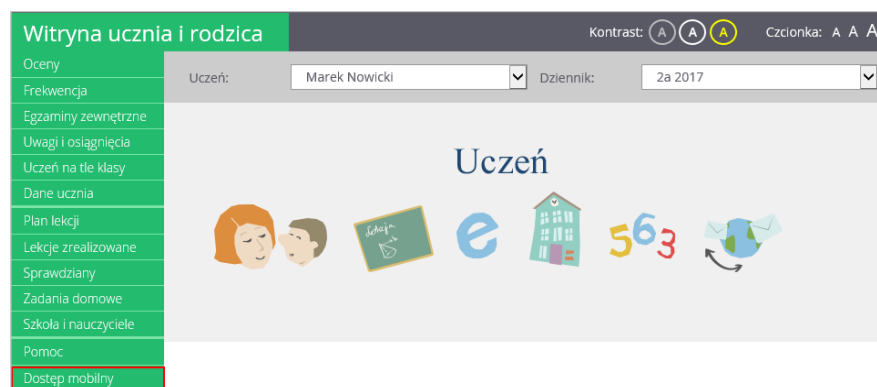 Witryna ucznia i rodzica
Kontrast: A A A Czcionka: A A A
Uczeń: Marek Nowicki Dziennik: 2a 2017
Oceny
Frekwencja
Egzaminy zewnętrzne
Uwagi i osiągnięcia
Uczeń na tle klasy
Dane ucznia
Plan lekcji
Lekcje zrealizowane
Sprawdziany
Zadania domowe
Szkoła i nauczyciele
Pomoc
Dostęp mobilny
Uczeń
lekcja
e
563